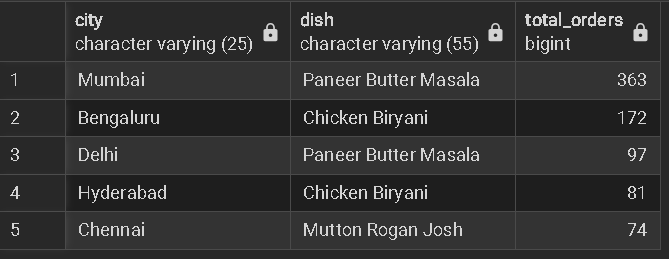 city dish total_orders
character varying (25) character varying (55) bigint
1 Mumbai Paneer Butter Masala 363
2 Bengaluru Chicken Biryani 172
3 Delhi Paneer Butter Masala 97
4 Hyderabad Chicken Biryani 81
5 Chennai Mutton Rogan Josh 74